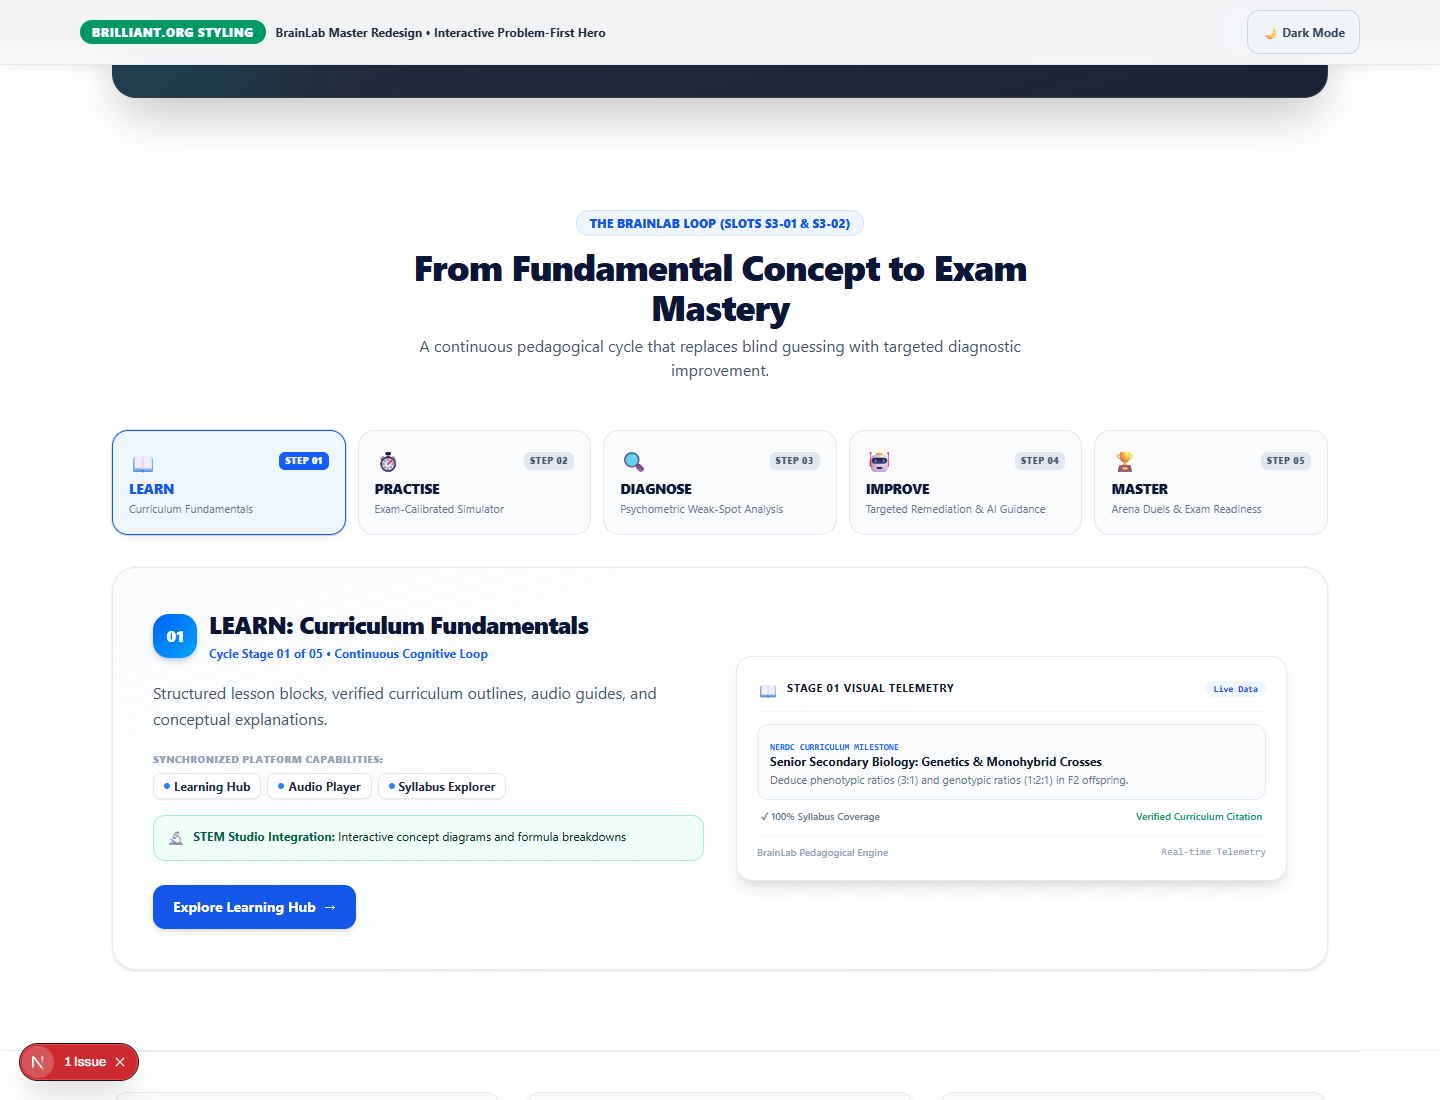 BRILLIANT.ORG STYLING
BrainLab Master Redesign • Interactive Problem-First Hero
🌙 Dark Mode
THE BRAINLAB LOOP (SLOTS S3-01 & S3-02)
From Fundamental Concept to Exam
Mastery
A continuous pedagogical cycle that replaces blind guessing with targeted diagnostic
improvement.
STEP 01
LEARN
Curriculum Fundamentals
STEP 02
PRACTISE
Exam-Calibrated Simulator
STEP 03
DIAGNOSE
Psychometric Weak-Spot Analysis
STEP 04
IMPROVE
Targeted Remediation & AI Guidance
STEP 05
MASTER
Arena Duels & Exam Readiness
01
LEARN: Curriculum Fundamentals
Cycle Stage 01 of 05 • Continuous Cognitive Loop
Structured lesson blocks, verified curriculum outlines, audio guides, and
conceptual explanations.
SYNCHRONIZED PLATFORM CAPABILITIES:
• Learning Hub
• Audio Player
• Syllabus Explorer
STEM Studio Integration: Interactive concept diagrams and formula breakdowns
Explore Learning Hub →
STAGE 01 VISUAL TELEMETRY
Live Data
NERDC CURRICULUM MILESTONE
Senior Secondary Biology: Genetics & Monohybrid Crosses
Deduce phenotypic ratios (3:1) and genotypic ratios (1:2:1) in F2 offspring.
✓ 100% Syllabus Coverage
Verified Curriculum Citation
BrainLab Pedagogical Engine
Real-time Telemetry
N 1 Issue ×